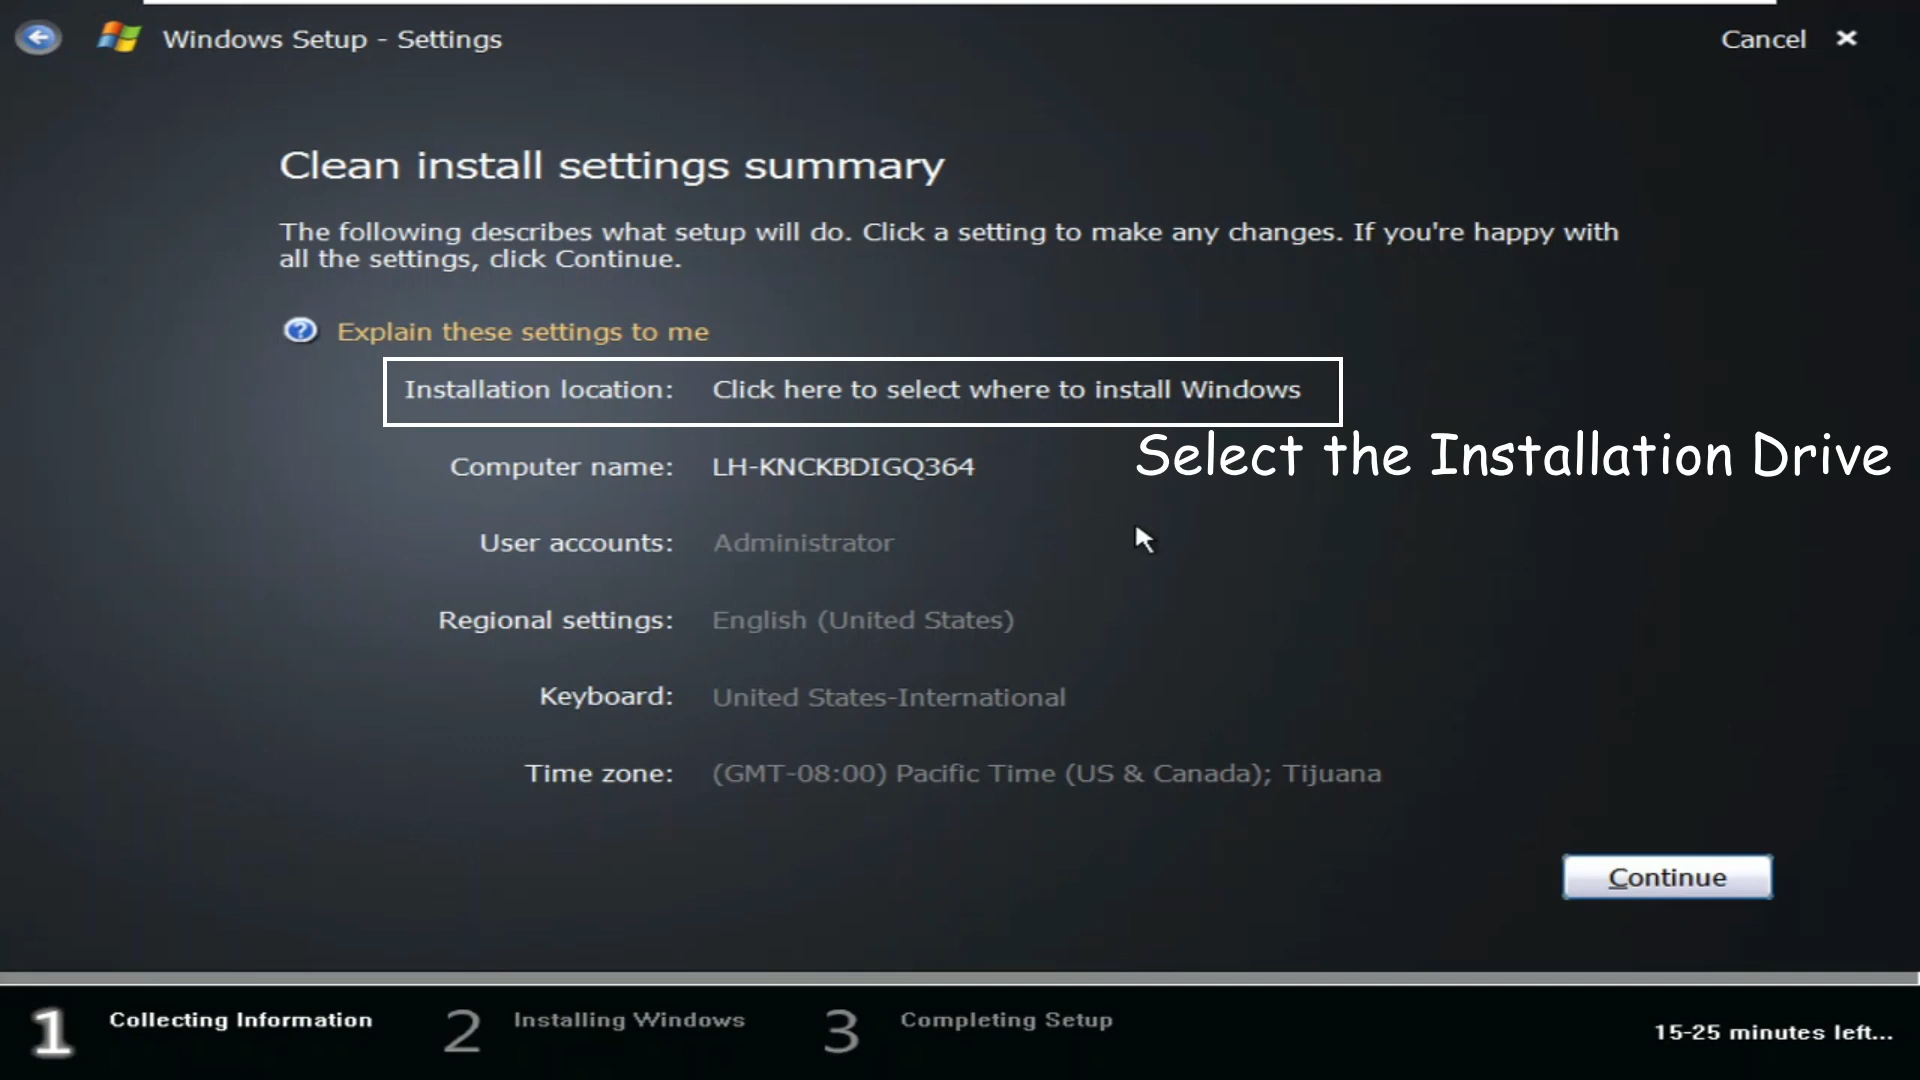 Windows Setup - Settings
Cancel
Clean install settings summary
The following describes what setup will do. Click a setting to make any changes. If you're happy with
all the settings, click Continue.
Explain these settings to me
Installation location: Click here to select where to install Windows
Select the Installation Drive
Computer name: LH-KNCKBDIGQ364
User accounts: Administrator
Regional settings: English (United States)
Keyboard: United States-International
Time zone: (GMT-08:00) Pacific Time (US & Canada); Tijuana
Continue
1 Collecting Information 2 Installing Windows 3 Completing Setup
15-25 minutes left...